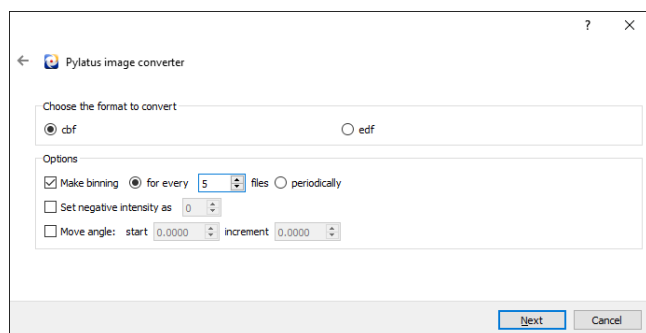 ?
Pylatus image converter
Choose the format to convert
cbf edf
Options
Make binning for every 5 files periodically
Set negative intensity as 0
Move angle: start 0.0000 increment 0.0000
Next Cancel